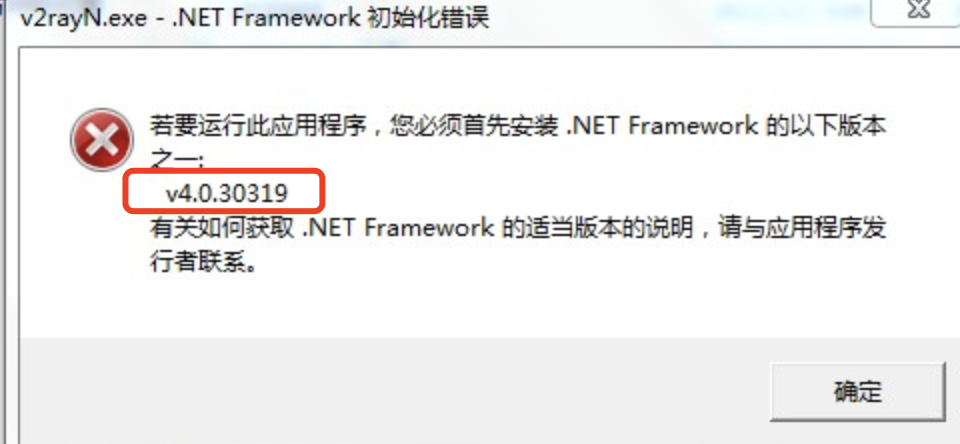 v2rayN.exe - .NET Framework 初始化错误
若要运行此应用程序，您必须首先安装 .NET Framework 的以下版本
之一:
v4.0.30319
有关如何获取 .NET Framework 的适当版本的说明，请与应用程序发
行者联系。
确定